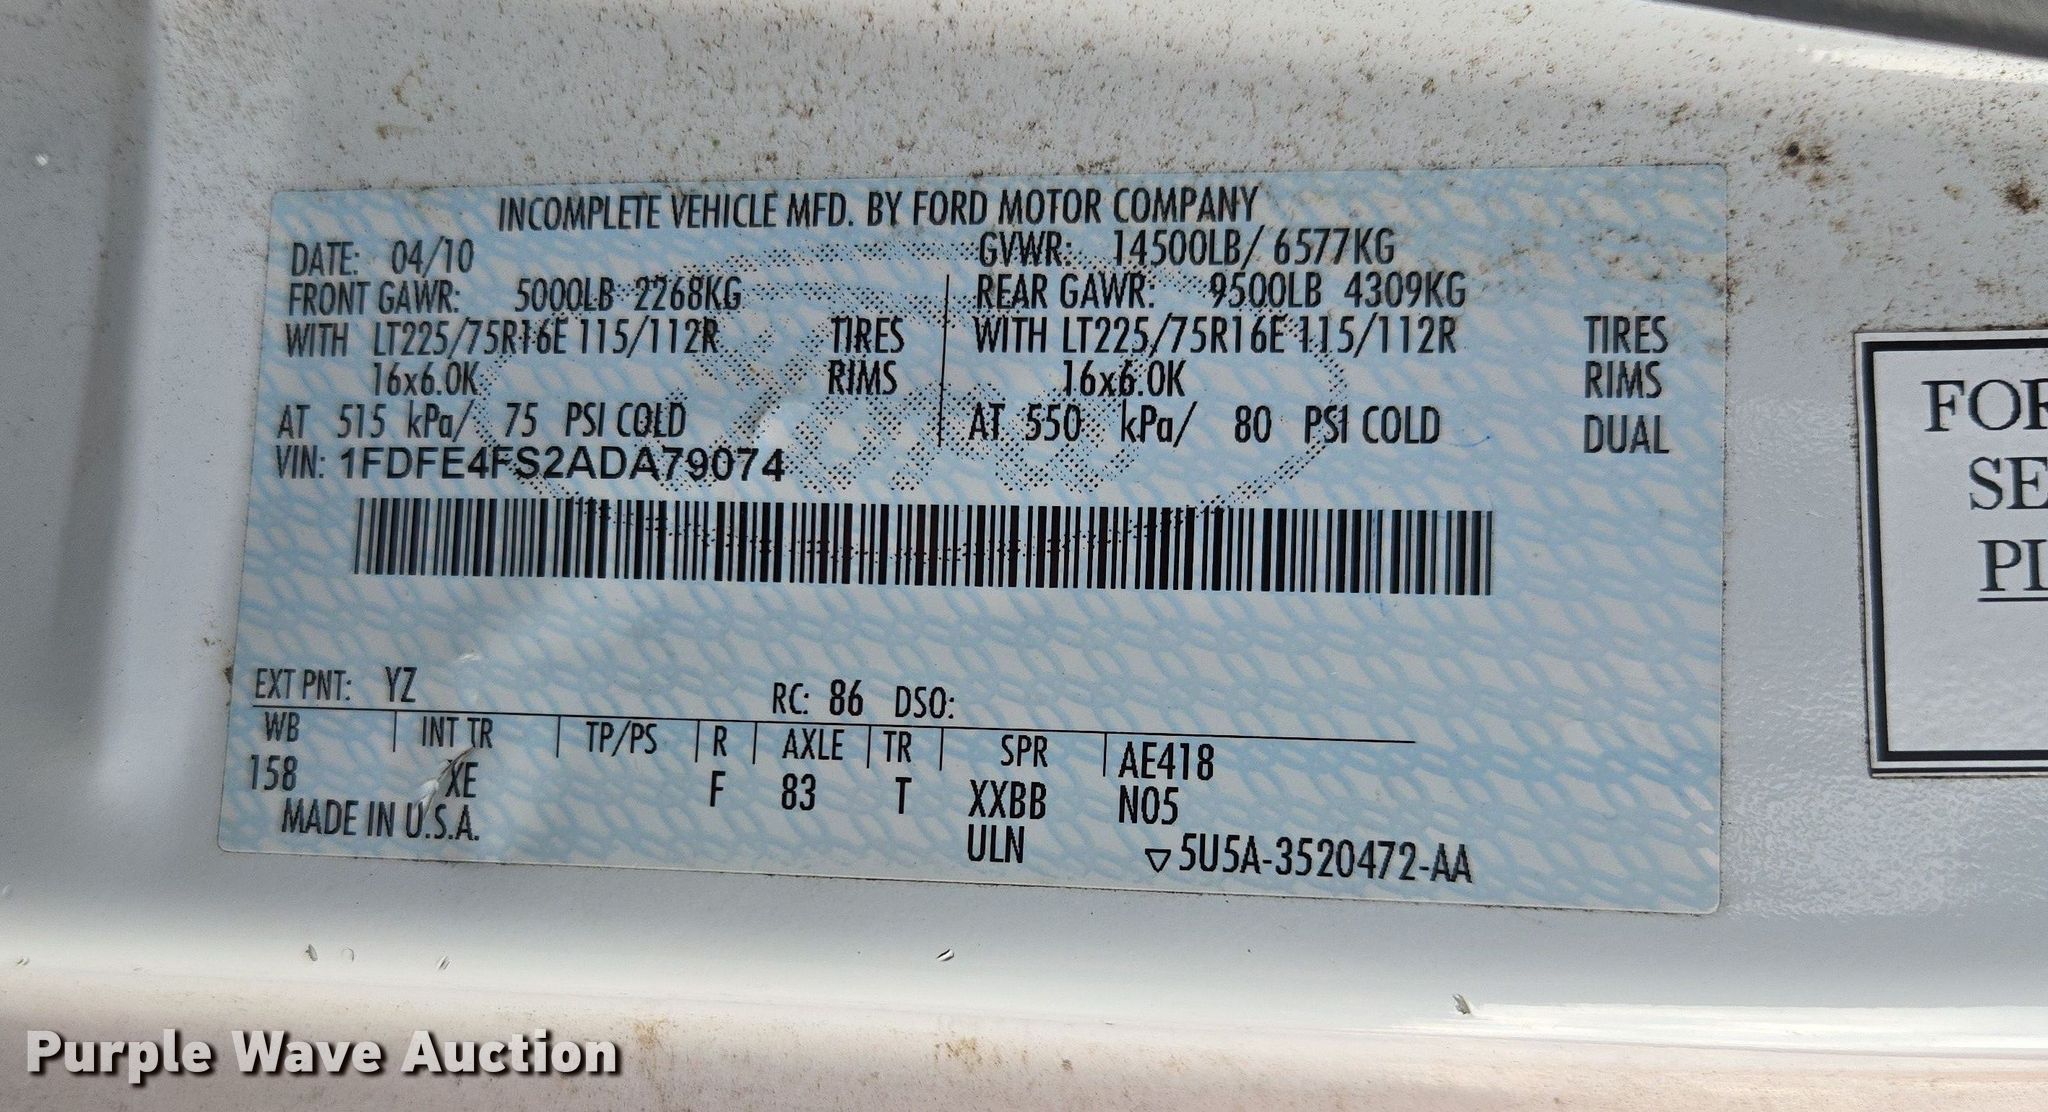 INCOMPLETE VEHICLE MFD. BY FORD MOTOR COMPANY
DATE: 04/10 GVWR: 14500LB/ 6577KG
FRONT GAWR: 5000LB 2268KG REAR GAWR: 9500LB 4309KG
WITH LT225/75R16E 115/112R TIRES WITH LT225/75R16E 115/112R TIRES
16x6.0K RIMS 16x6.0K RIMS
AT 515 kPa/ 75 PSI COLD AT 550 kPa/ 80 PSI COLD DUAL
VIN: 1FDFE4FS2ADA79074
EXT PNT: YZ RC: 86 DSO:
WB INT TR TP/PS R AXLE TR SPR AE418
158 XE F 83 T XXBB N05
MADE IN U.S.A. ULN ▽5U5A-3520472-AA
FOR
SE
PL
Purple Wave Auction